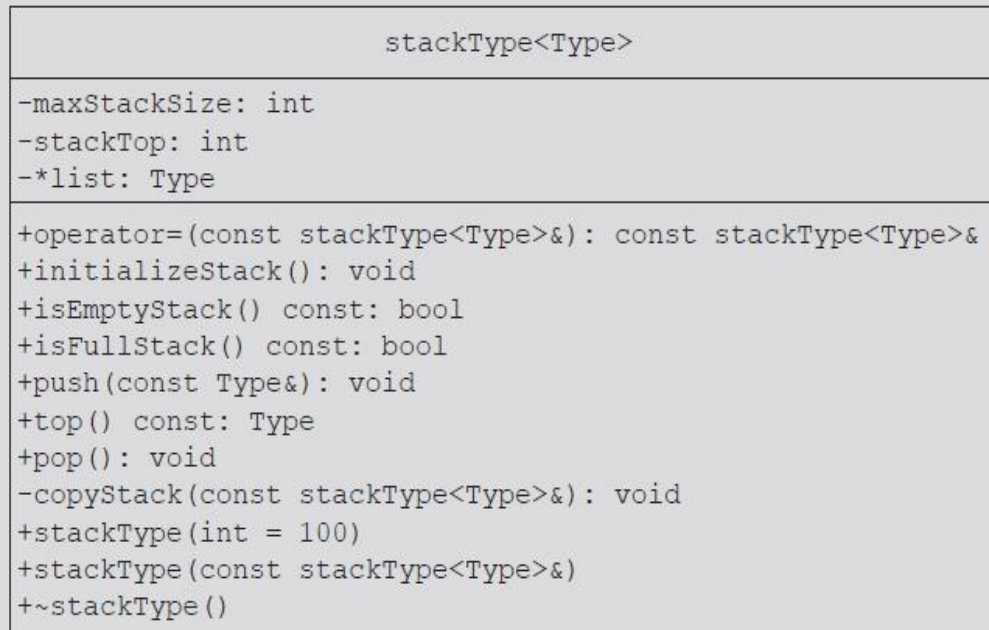 stackType<Type>
-maxStackSize: int
-stackTop: int
-*list: Type
+operator=(const stackType<Type>&): const stackType<Type>&
+initializeStack(): void
+isEmptyStack() const: bool
+isFullStack() const: bool
+push(const Type&): void
+top() const: Type
+pop(): void
-copyStack(const stackType<Type>&): void
+stackType(int = 100)
+stackType(const stackType<Type>&)
+~stackType()